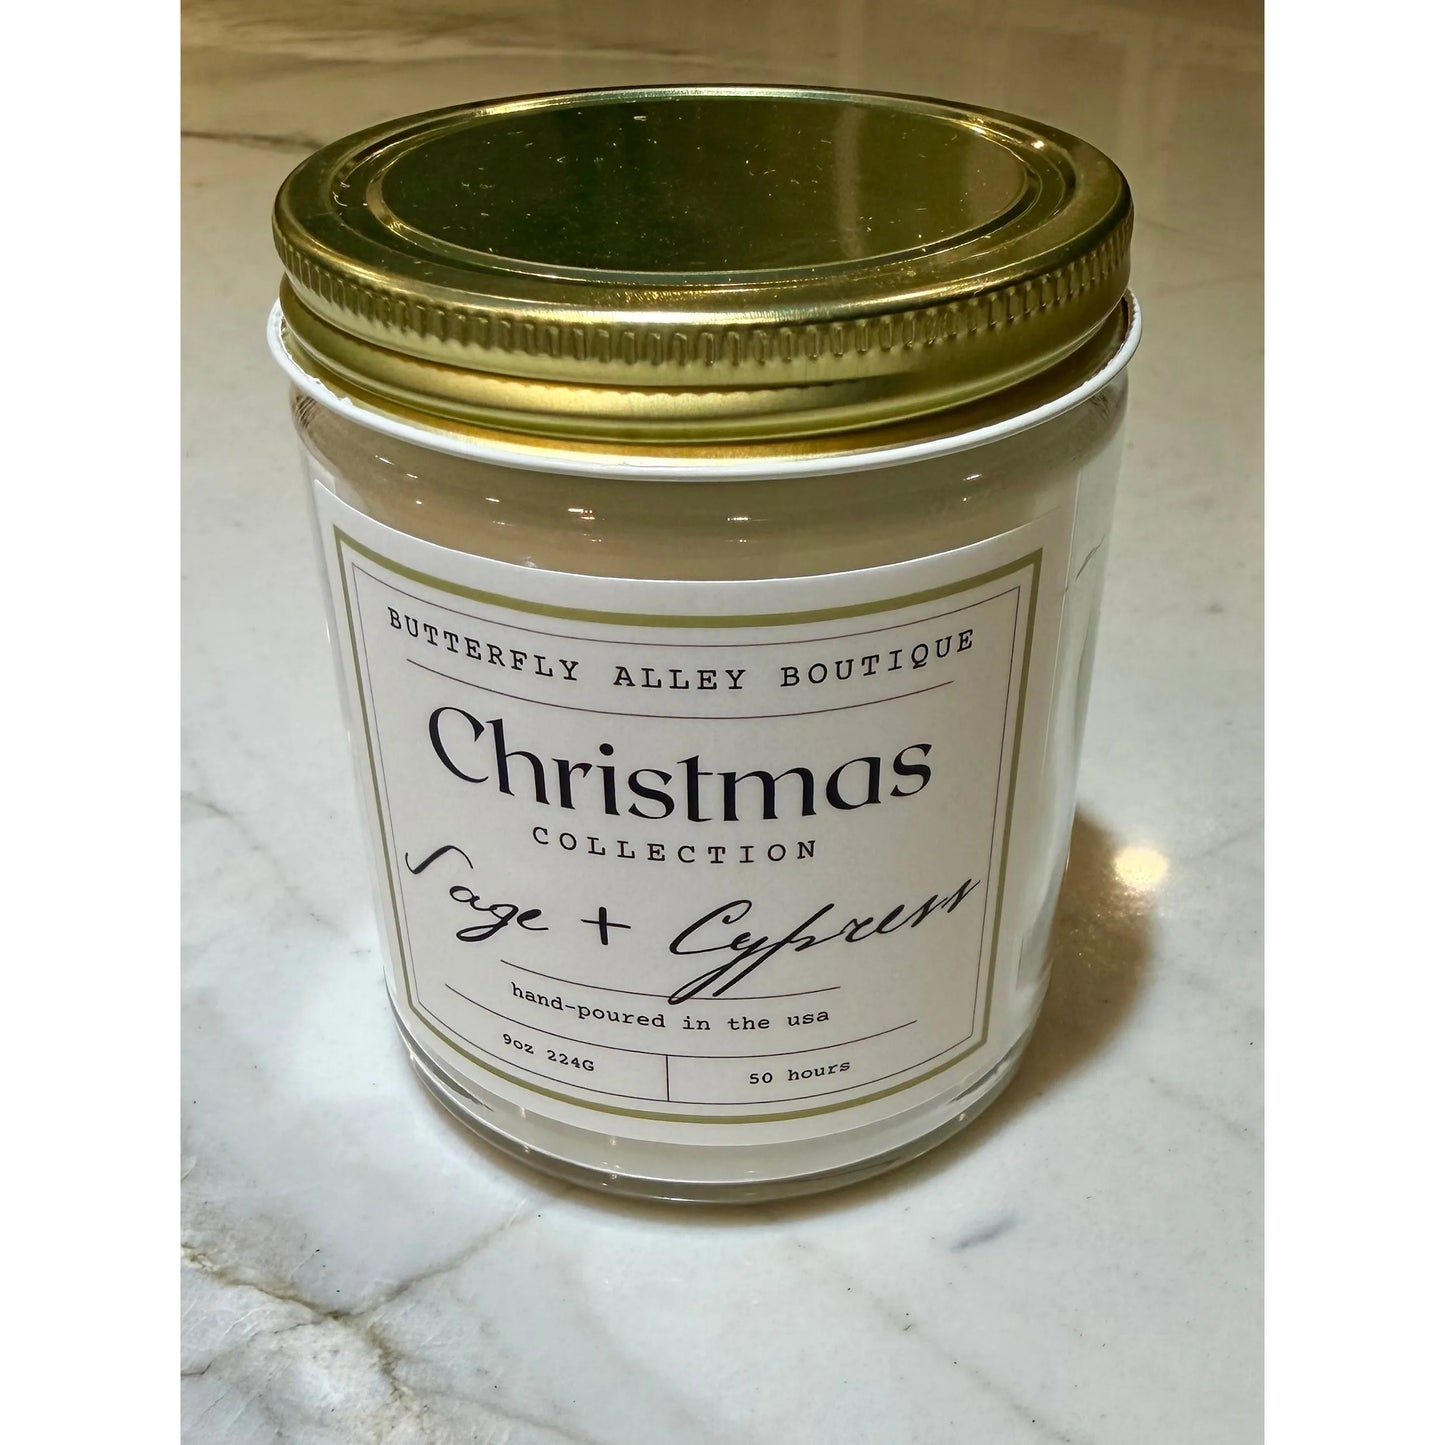 BUTTERFLY ALLEY BOUTIQUE
Christmas
COLLECTION
Sage + Cypress
hand-poured in the usa
9oz 224G
50 hours